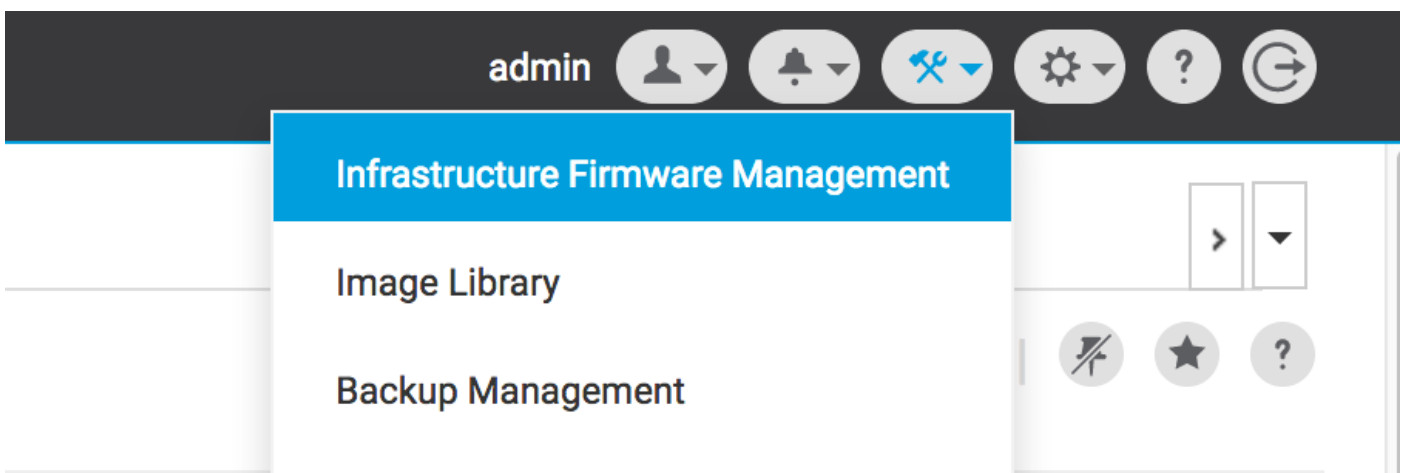 admin
?
Infrastructure Firmware Management
Image Library
?
Backup Management